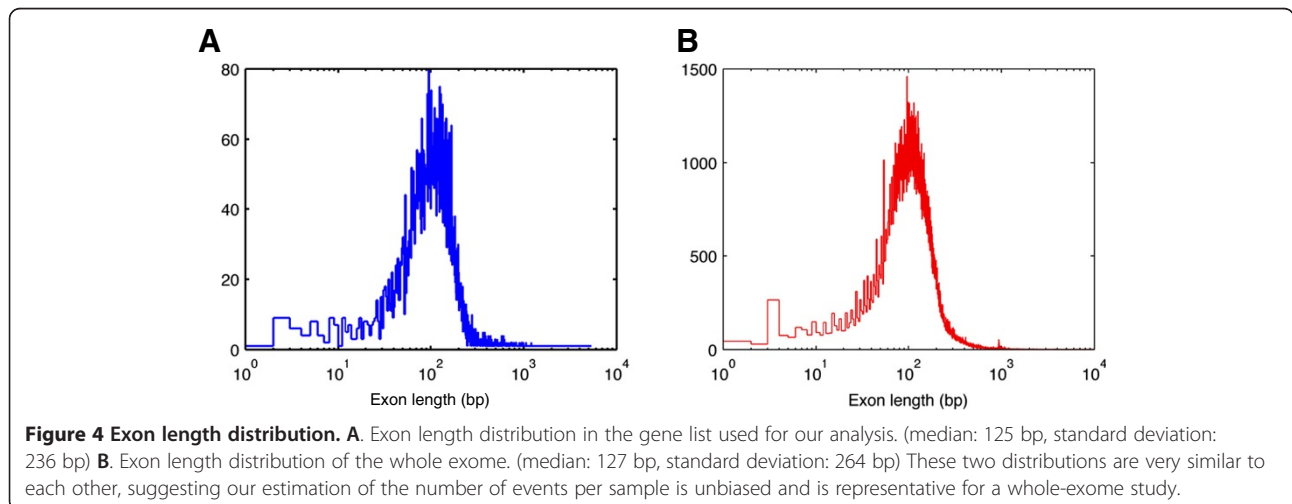 A
B
80
60
40
20
0
10^0
10^1
10^2
10^3
10^4
Exon length (bp)
1500
1000
500
0
10^0
10^1
10^2
10^3
10^4
Exon length (bp)
Figure 4 Exon length distribution. A. Exon length distribution in the gene list used for our analysis. (median: 125 bp, standard deviation:
236 bp) B. Exon length distribution of the whole exome. (median: 127 bp, standard deviation: 264 bp) These two distributions are very similar to
each other, suggesting our estimation of the number of events per sample is unbiased and is representative for a whole-exome study.